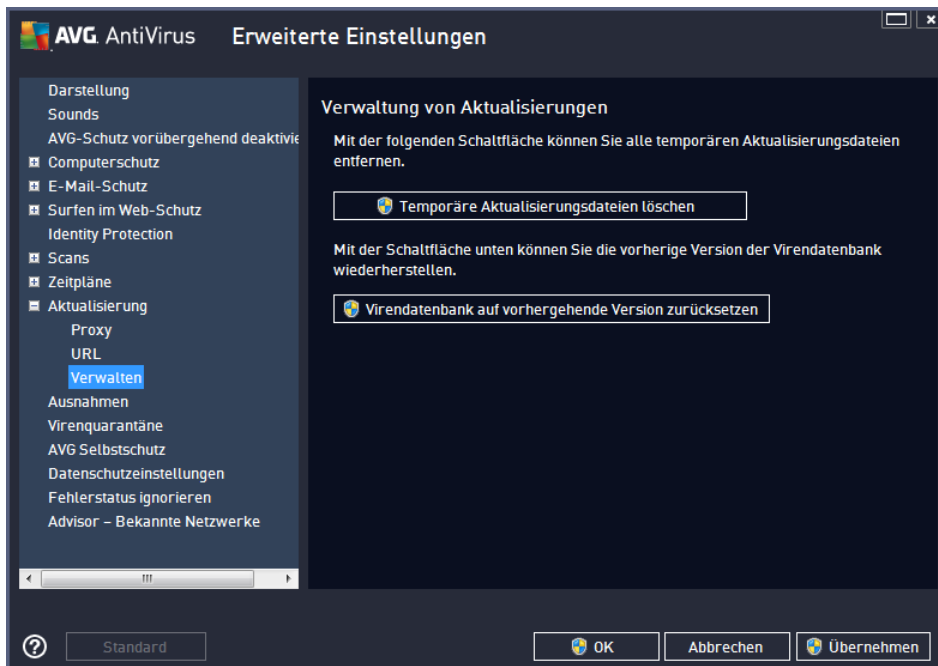 AVG. AntiVirus Erweiterte Einstellungen
Darstellung
Sounds
AVG-Schutz vorübergehend deaktivie
Computerschutz
E-Mail-Schutz
Surfen im Web-Schutz
Identity Protection
Scans
Zeitpläne
Aktualisierung
Proxy
URL
Verwalten
Ausnahmen
Virenquarantäne
AVG Selbstschutz
Datenschutzeinstellungen
Fehlerstatus ignorieren
Advisor – Bekannte Netzwerke
Verwaltung von Aktualisierungen
Mit der folgenden Schaltfläche können Sie alle temporären Aktualisierungsdateien
entfernen.
Temporäre Aktualisierungsdateien löschen
Mit der Schaltfläche unten können Sie die vorherige Version der Virendatenbank
wiederherstellen.
Virendatenbank auf vorhergehende Version zurücksetzen
Standard
OK
Abbrechen
Übernehmen